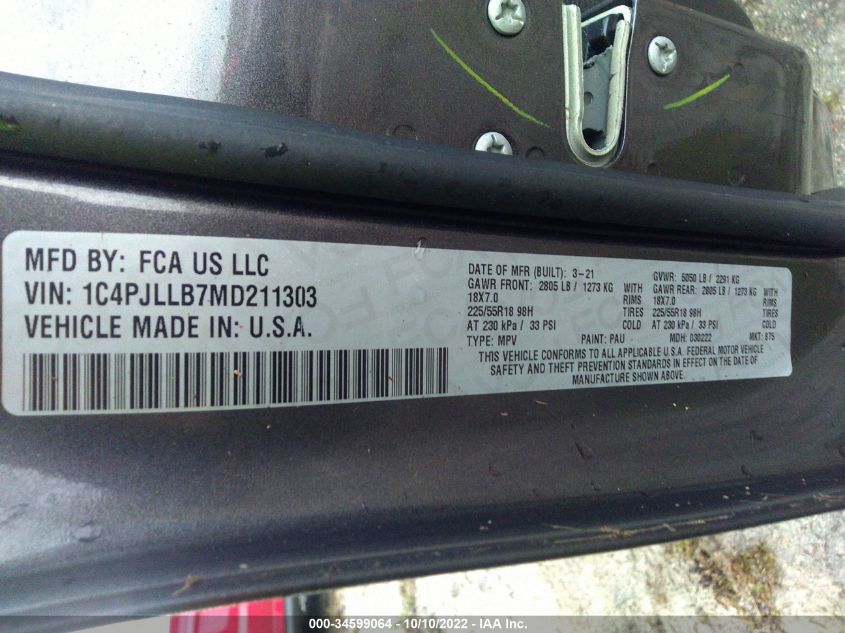 MFD BY: FCA US LLC
VIN: 1C4PJLLB7MD211303
VEHICLE MADE IN: U.S.A.
DATE OF MFR (BUILT): 3-21 GVWR: 5050 LB / 2291 KG
GAWR FRONT: 2805 LB / 1273 KG WITH GAWR REAR: 2805 LB / 1273 KG WITH
18X7.0 RIMS 18X7.0 RIMS
225/55R18 98H TIRES 225/55R18 98H TIRES
AT 230 kPa / 33 PSI COLD AT 230 kPa / 33 PSI COLD
TYPE: MPV PAINT: PAU MDH: 030222 MKT: 875
THIS VEHICLE CONFORMS TO ALL APPLICABLE U.S.A. FEDERAL MOTOR VEHICLE
SAFETY AND THEFT PREVENTION STANDARDS IN EFFECT ON THE DATE OF
MANUFACTURE SHOWN ABOVE.
000-34599064 - 10/10/2022 - IAA Inc.